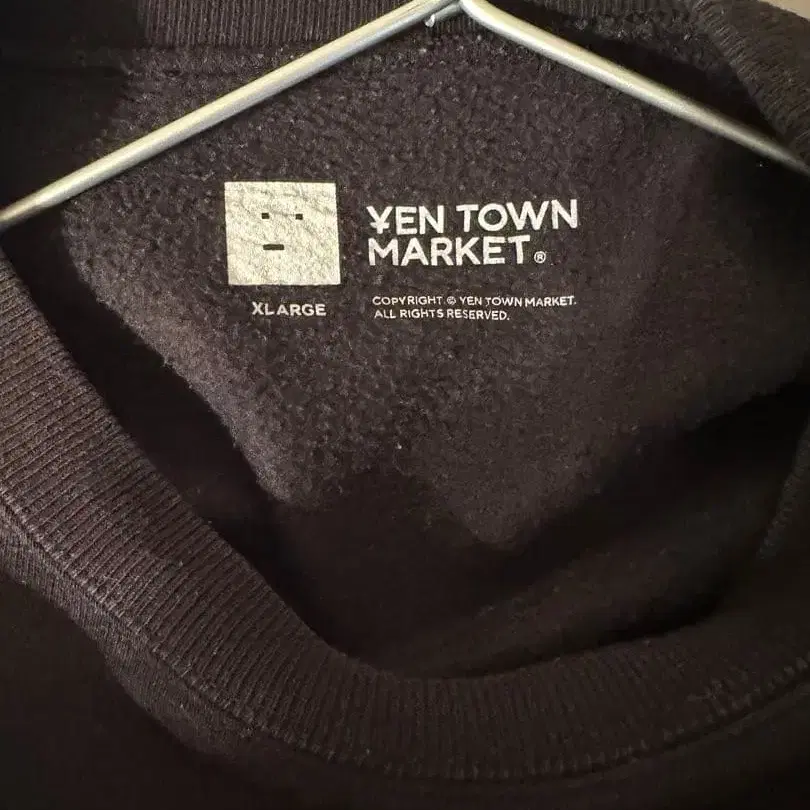 ¥EN TOWN
MARKET®
XLARGE
COPYRIGHT © YEN TOWN MARKET.
ALL RIGHTS RESERVED.